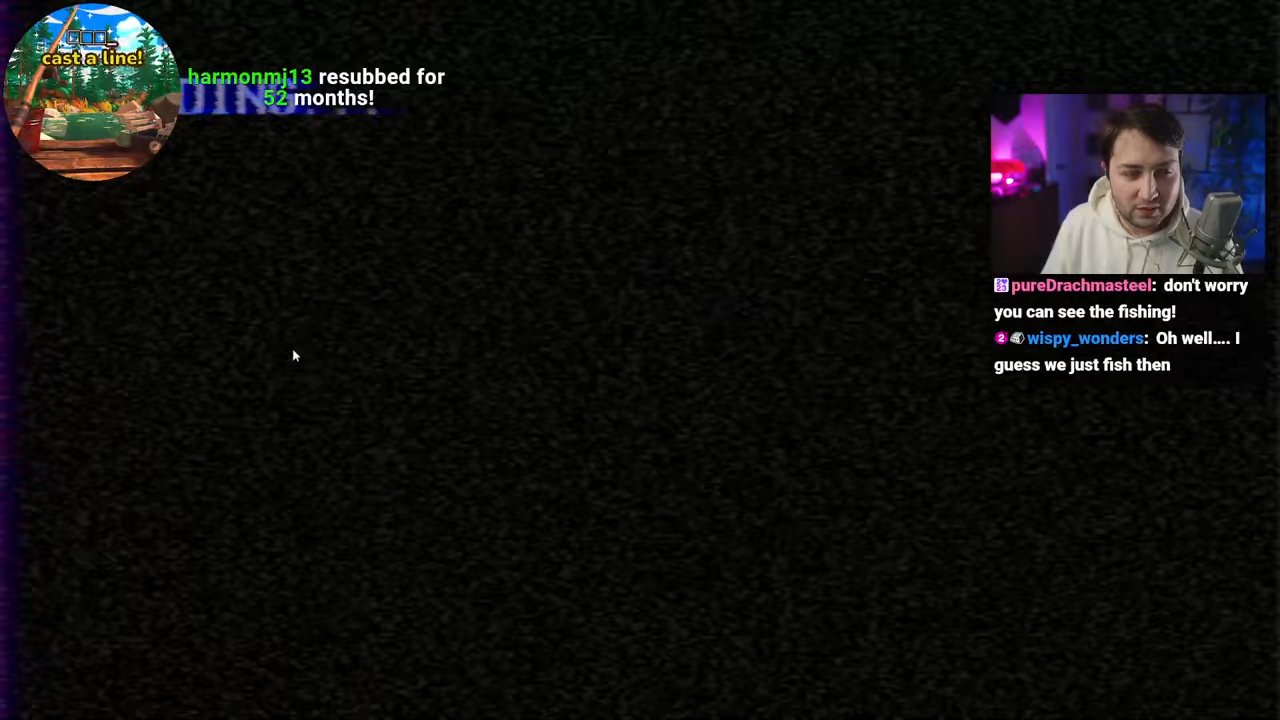 cast a line!
harmonmj13 resubbed for
52 months!
pureDrachmasteel: don't worry
you can see the fishing!
2 wispy_wonders: Oh well.... I
guess we just fish then